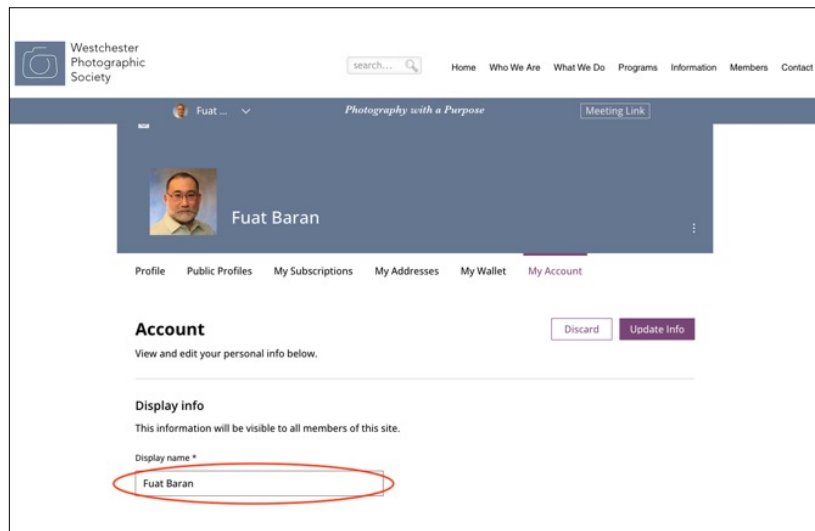 Westchester
Photographic
Society
search...
Home Who We Are What We Do Programs Information Members Contact
Fuat ... Photography with a Purpose Meeting Link
Fuat Baran
Profile Public Profiles My Subscriptions My Addresses My Wallet My Account
Account Discard Update Info
View and edit your personal info below.
Display info
This information will be visible to all members of this site.
Display name *
Fuat Baran